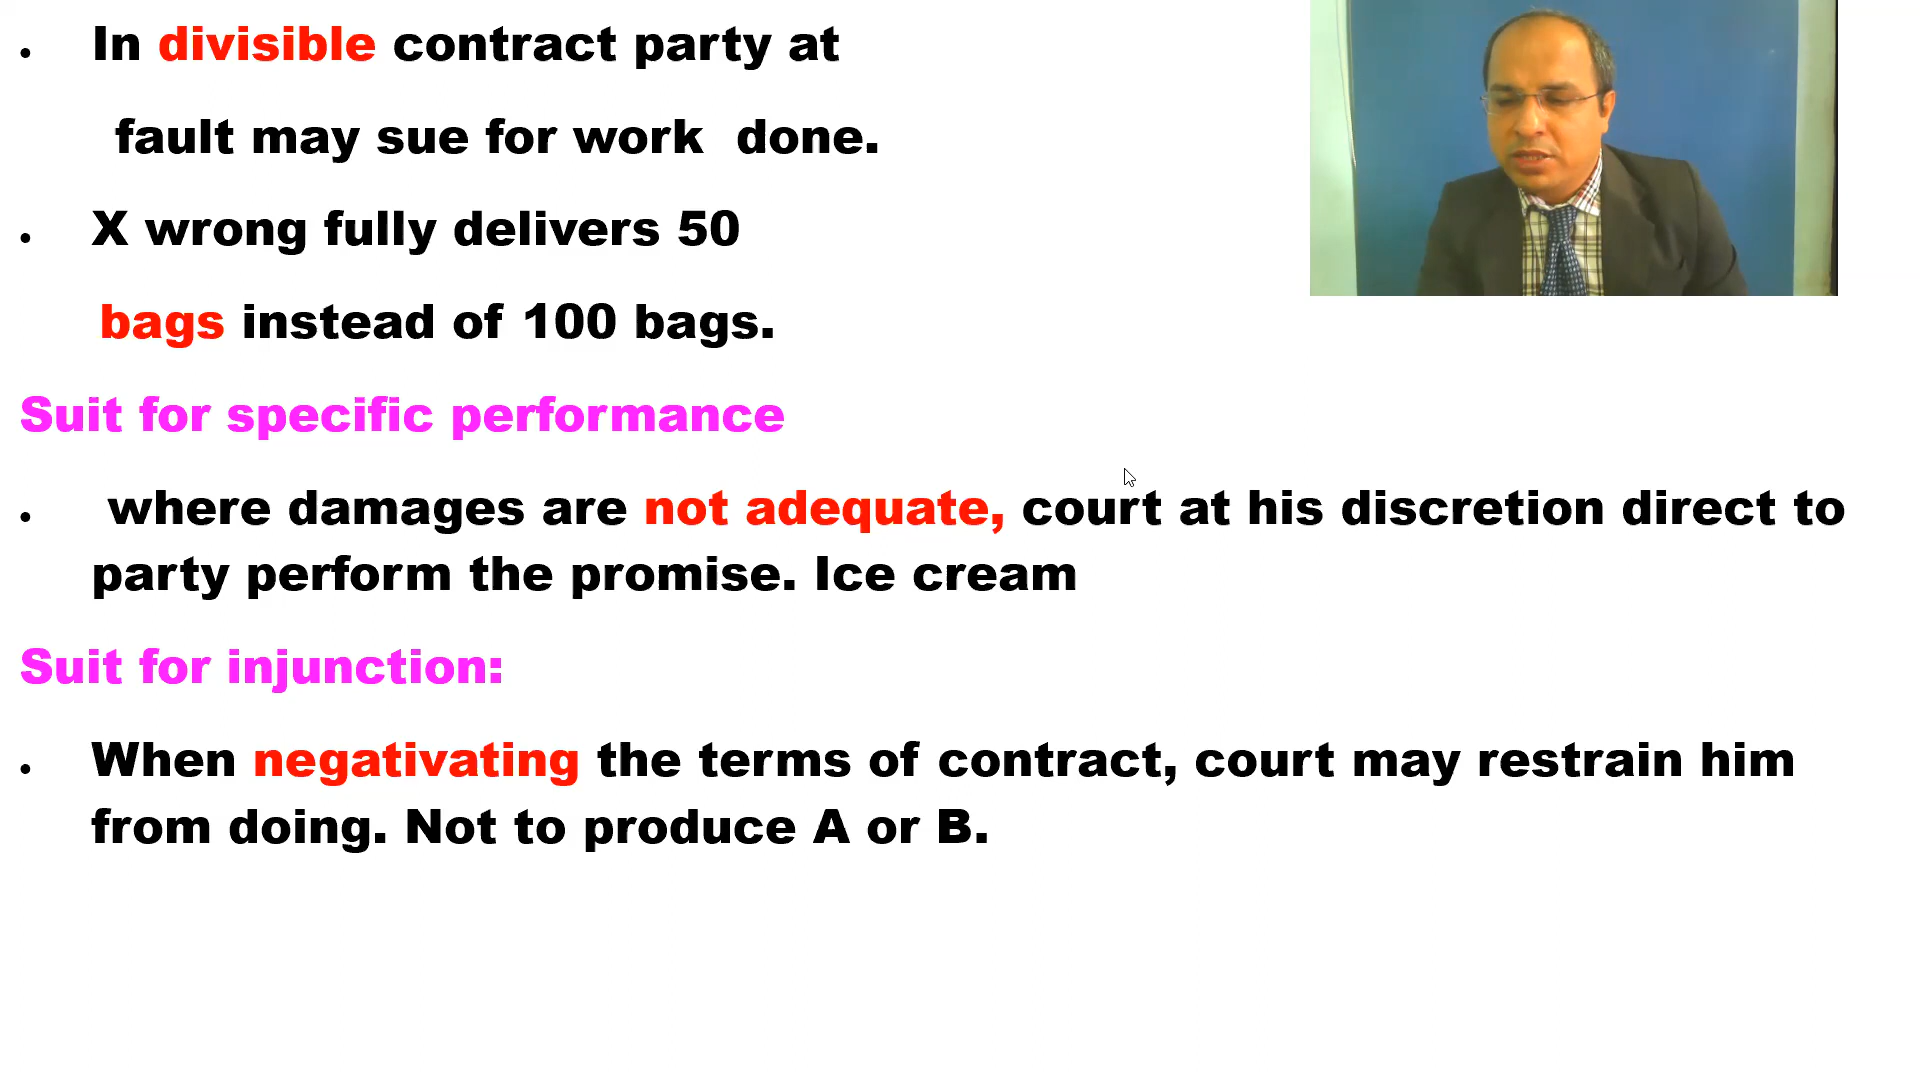 In divisible contract party at
fault may sue for work done.
X wrong fully delivers 50
bags instead of 100 bags.
Suit for specific performance
where damages are not adequate, court at his discretion direct to
party perform the promise. Ice cream
Suit for injunction:
When negativating the terms of contract, court may restrain him
from doing. Not to produce A or B.